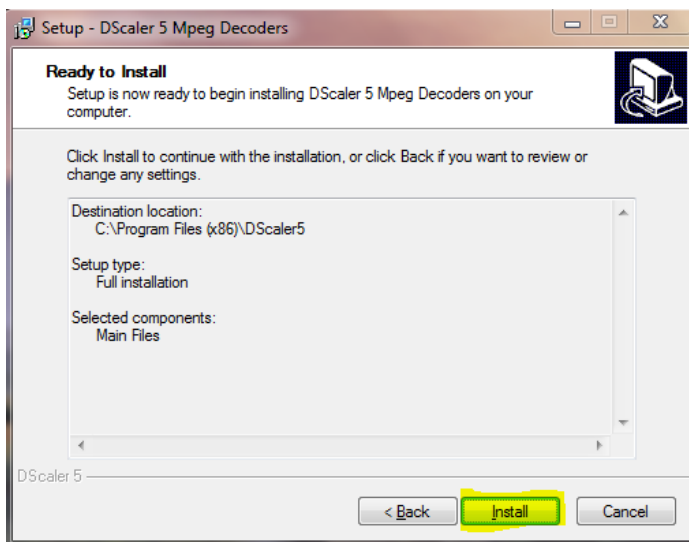 Setup - DScaler 5 Mpeg Decoders
Ready to Install
Setup is now ready to begin installing DScaler 5 Mpeg Decoders on your
computer.
Click Install to continue with the installation, or click Back if you want to review or
change any settings.
Destination location:
C:\Program Files (x86)\DScaler5
Setup type:
Full installation
Selected components:
Main Files
DScaler 5
< Back Install Cancel